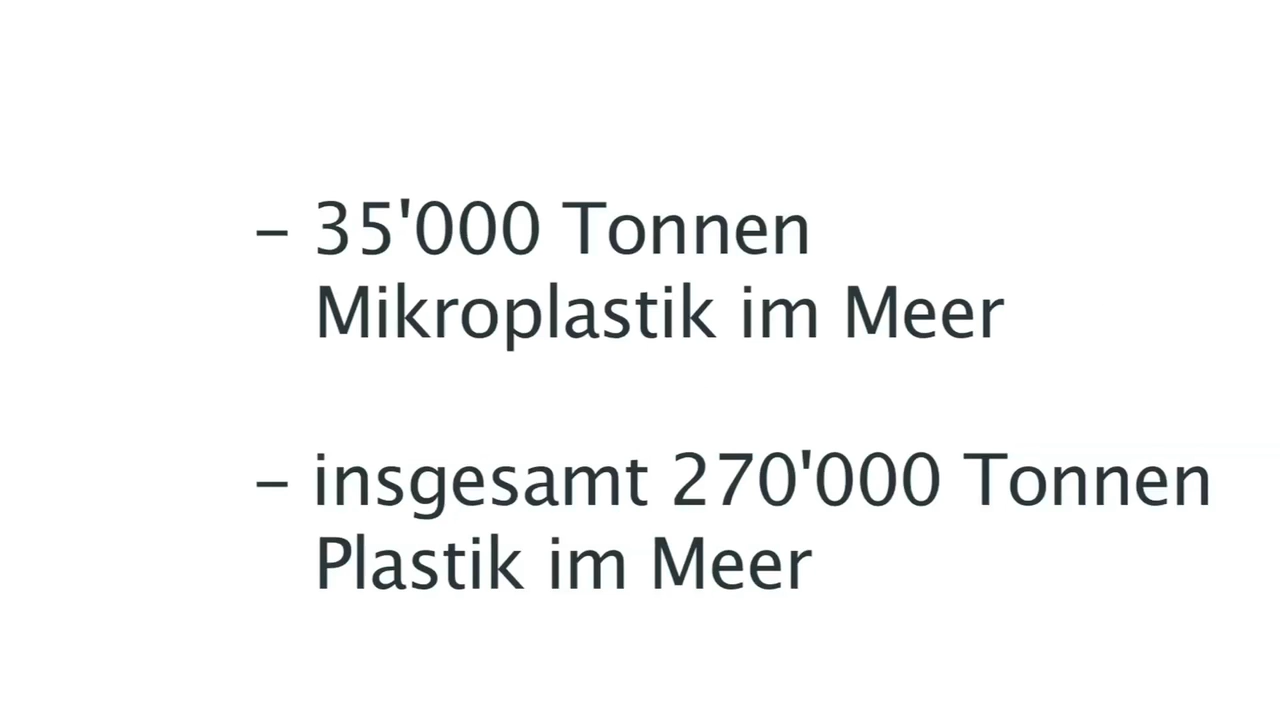 – 35'000 Tonnen
Mikroplastik im Meer
– insgesamt 270'000 Tonnen
Plastik im Meer